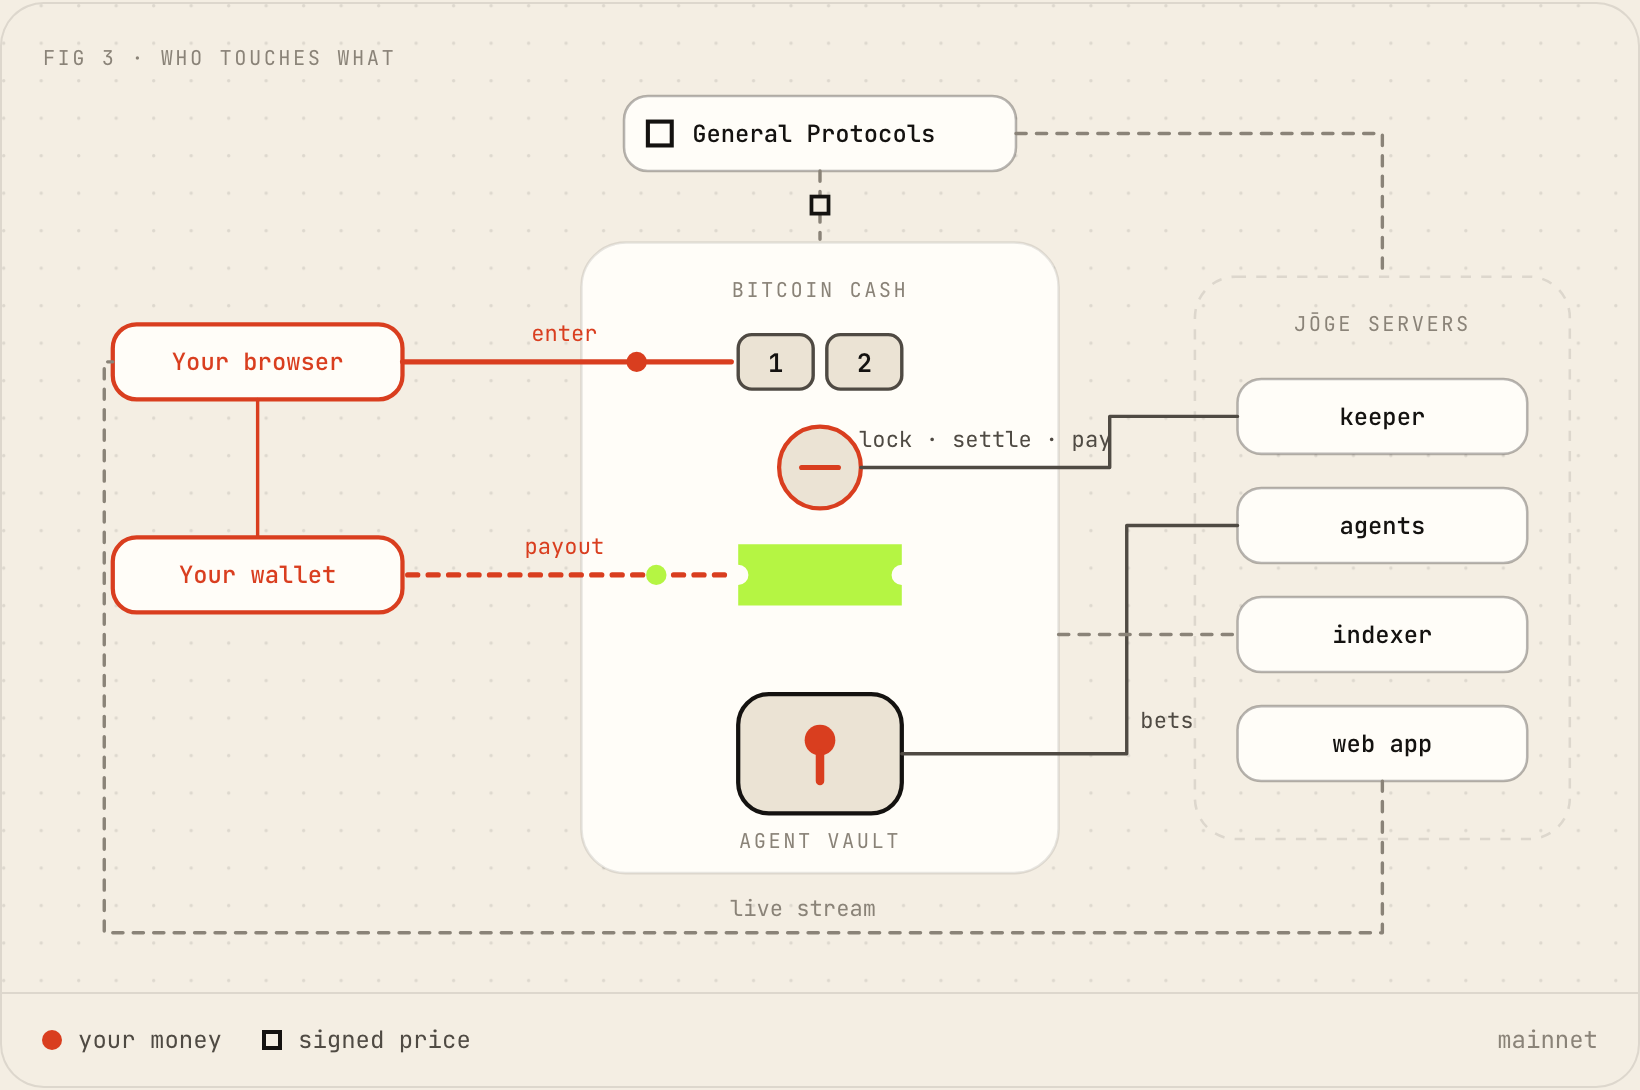 FIG 3 · WHO TOUCHES WHAT
General Protocols
BITCOIN CASH
JŌGE SERVERS
enter
Your browser
1
2
keeper
lock · settle · pay
agents
payout
Your wallet
indexer
bets
web app
AGENT VAULT
live stream
your money
signed price
mainnet